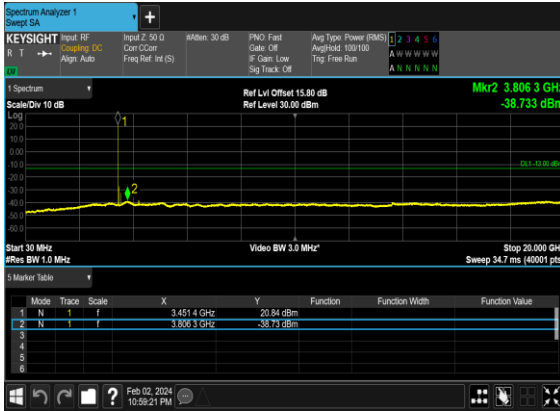 Spectrum Analyzer 1
Swept SA
KEYSIGHT
R T
Input: RF
Coupling: DC
Align: Auto
Input Z: 50 Ω
Corr CCorr
Freq Ref: Int (S)
#Atten: 30 dB
PNO: Fast
Gate: Off
IF Gain: Low
Sig Track: Off
Avg Type: Power (RMS)
Avg|Hold: 100/100
Trig: Free Run
1 2 3 4 5 6
A W W W W W
A N N N N N
1 Spectrum
Scale/Div 10 dB
Ref Lvl Offset 15.80 dB
Ref Level 30.00 dBm
Mkr2 3.806 3 GHz
-38.733 dBm
Log
20.0
10.0
0.00
-10.0
-20.0
-30.0
-40.0
-50.0
-60.0
1
2
DL1 -13.00 dBm
Start 30 MHz
#Res BW 1.0 MHz
Video BW 3.0 MHz*
Stop 20.000 GHz
Sweep 34.7 ms (40001 pts)
5 Marker Table
Mode Trace Scale X Y Function Function Width Function Value
1 N 1 f 3.451 4 GHz 20.84 dBm
2 N 1 f 3.806 3 GHz -38.73 dBm
3
4
5
6
Feb 02, 2024
10:59:21 PM